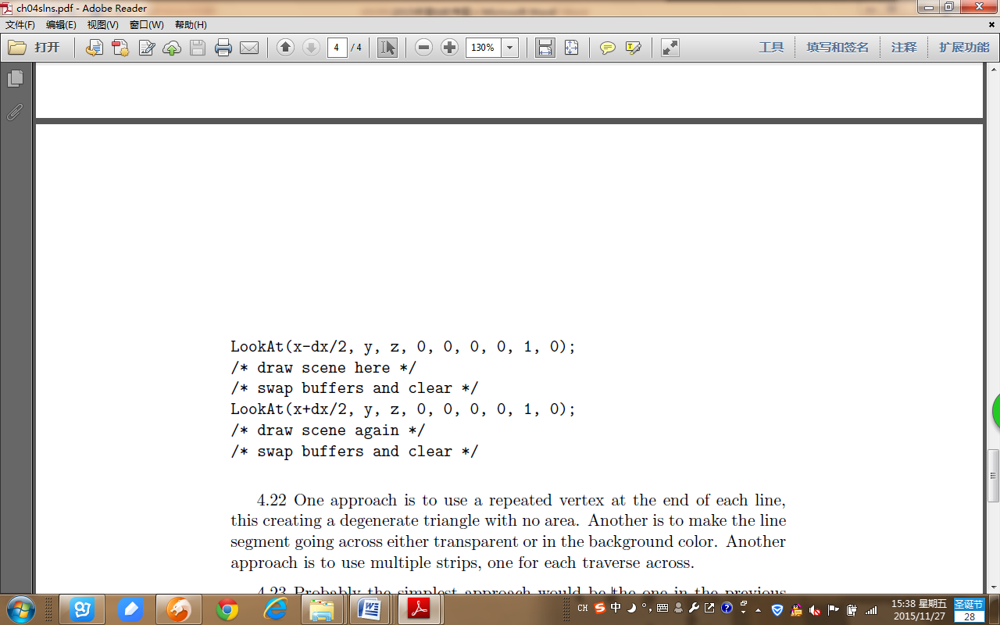 ch04slns.pdf - Adobe Reader
文件(F) 编辑(E) 视图(V) 窗口(W) 帮助(H)
打开 4 / 4 130% 工具 填写和签名 注释 扩展功能
LookAt(x-dx/2, y, z, 0, 0, 0, 0, 1, 0);
/* draw scene here */
/* swap buffers and clear */
LookAt(x+dx/2, y, z, 0, 0, 0, 0, 1, 0);
/* draw scene again */
/* swap buffers and clear */
4.22 One approach is to use a repeated vertex at the end of each line,
this creating a degenerate triangle with no area. Another is to make the line
segment going across either transparent or in the background color. Another
approach is to use multiple strips, one for each traverse across.
4.23 Probably the simplest approach would be the one in the previous
CH 中 15:38 星期五 圣诞节
2015/11/27 28